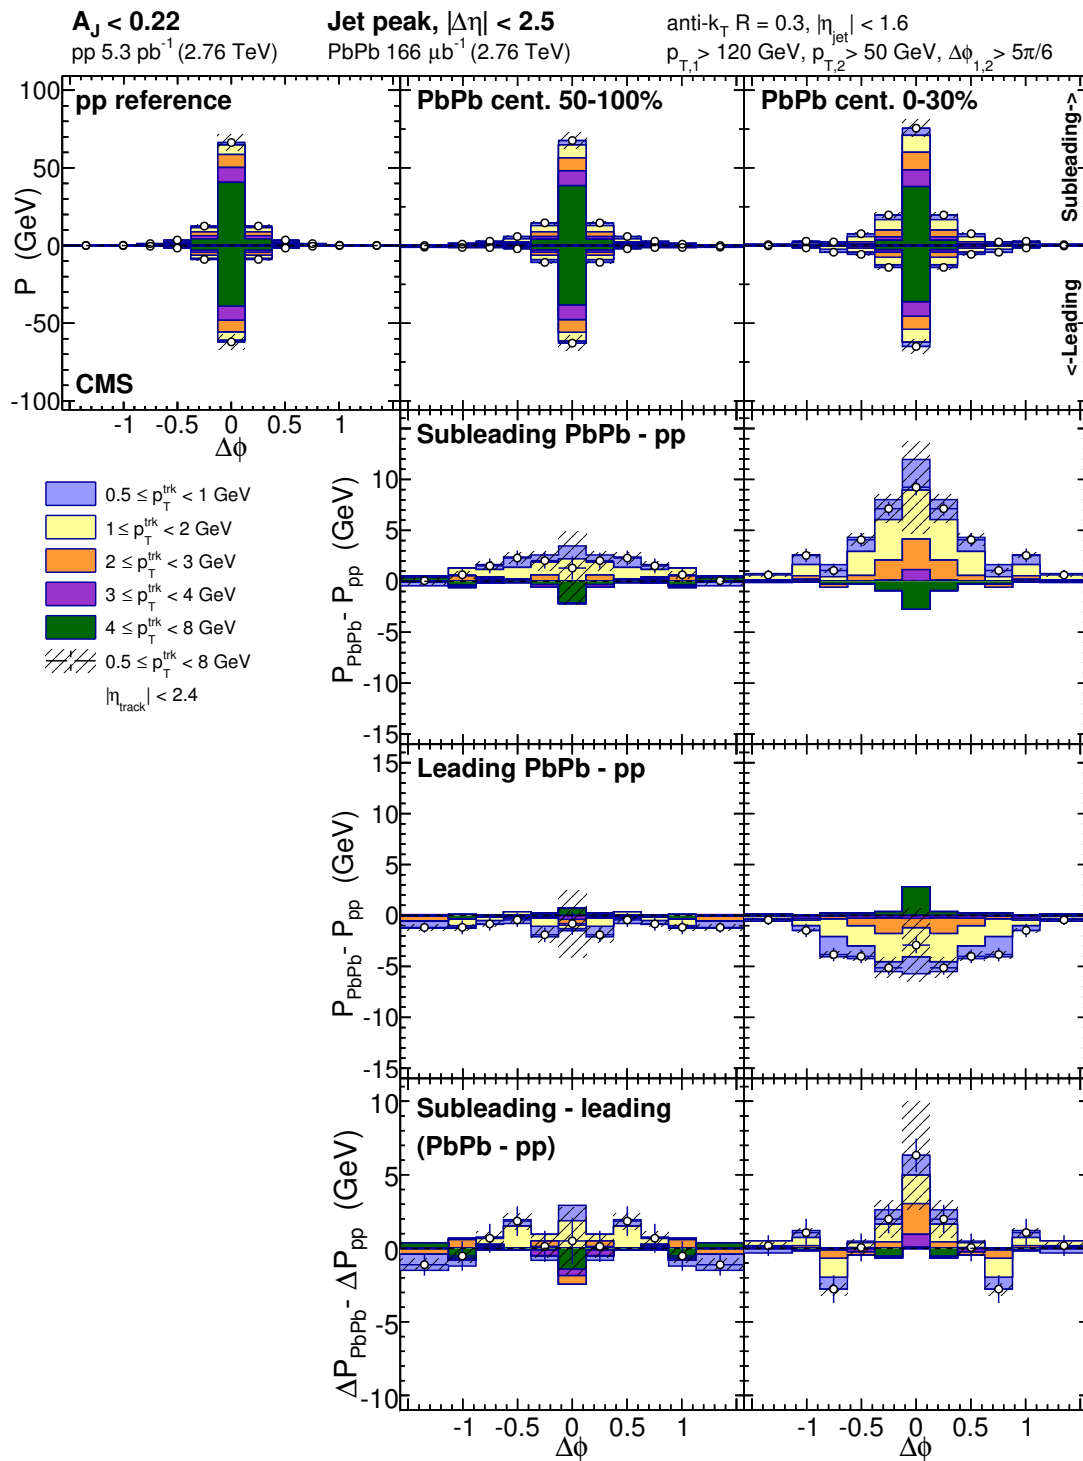 A_J < 0.22
Jet peak, |Δη| < 2.5
anti-k_T R = 0.3, |η_jet| < 1.6
pp 5.3 pb⁻¹ (2.76 TeV)
PbPb 166 μb⁻¹ (2.76 TeV)
p_T,1 > 120 GeV, p_T,2 > 50 GeV, Δφ_1,2 > 5π/6
pp reference
PbPb cent. 50-100%
PbPb cent. 0-30%
Subleading->
<-Leading
CMS
P (GeV)
100
50
0
-50
-100
-1 -0.5 0 0.5 1
Δφ
0.5 ≤ p_T^trk < 1 GeV
1 ≤ p_T^trk < 2 GeV
2 ≤ p_T^trk < 3 GeV
3 ≤ p_T^trk < 4 GeV
4 ≤ p_T^trk < 8 GeV
0.5 ≤ p_T^trk < 8 GeV
|η_track| < 2.4
Subleading PbPb - pp
P_PbPb - P_pp (GeV)
10
5
0
-5
-10
-15
Leading PbPb - pp
P_PbPb - P_pp (GeV)
15
10
5
0
-5
-10
-15
Subleading - leading
(PbPb - pp)
ΔP_PbPb - ΔP_pp (GeV)
10
5
0
-5
-10
-1 -0.5 0 0.5 1
Δφ
-1 -0.5 0 0.5 1
Δφ